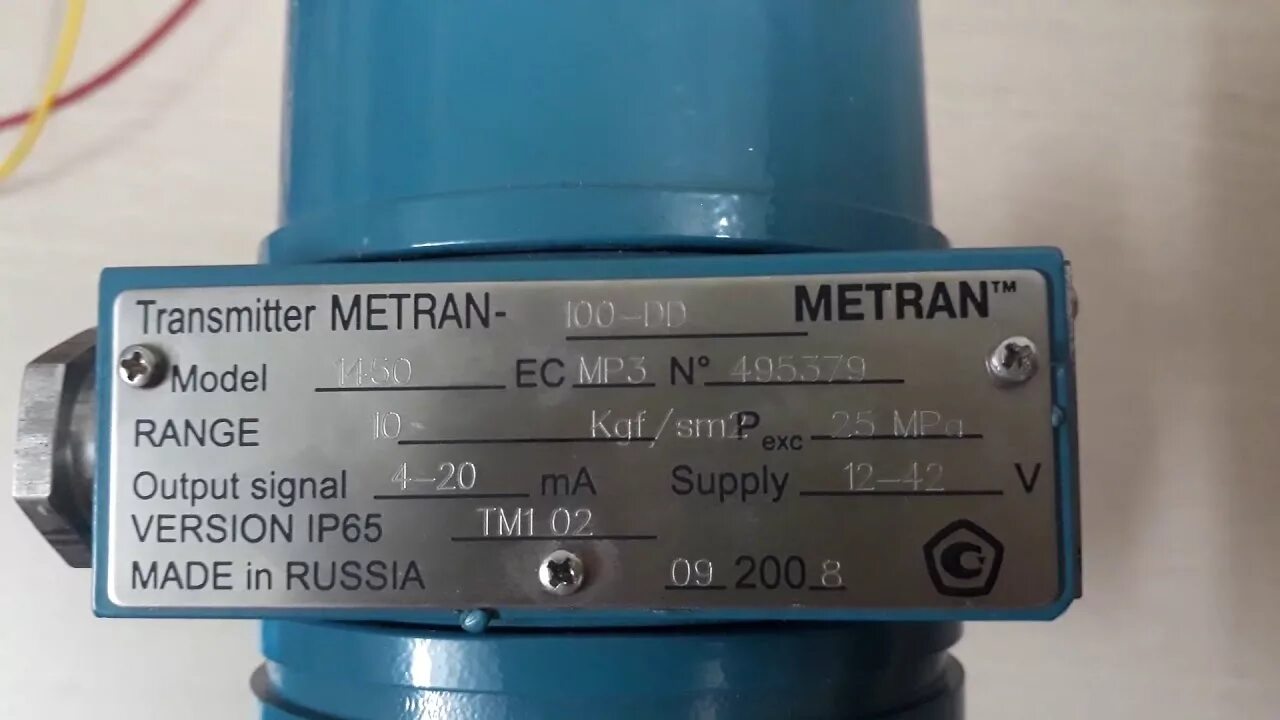 Transmitter METRAN- 100-DD METRAN™
Model 1450 EC MP3 N° 495379
RANGE 10 Kgf/sm2 Pexc 25 MPa
Output signal 4-20 mA Supply 12-42 V
VERSION IP65 TM1 02
MADE in RUSSIA 09 2008